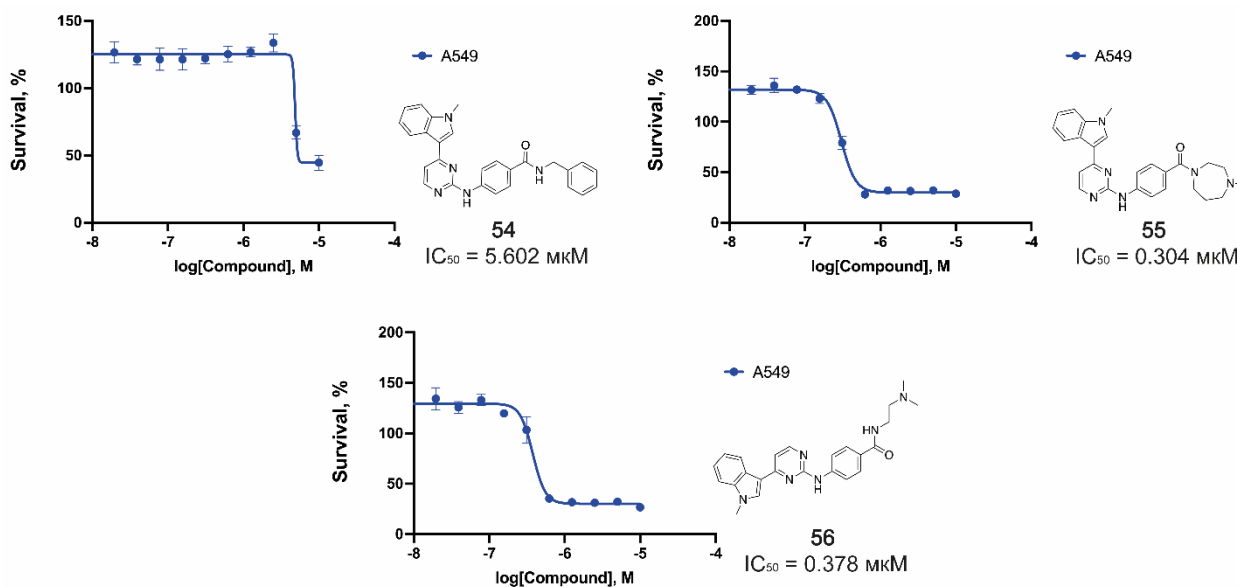 150
100
50
0
-8
-7
-6
-5
-4
Survival, %
log[Compound], M
A549
N
N
N
N
H
O
N
H
54
IC₅₀ = 5.602 мкМ
200
150
100
50
0
-8
-7
-6
-5
-4
Survival, %
log[Compound], M
A549
N
N
N
N
H
O
N
N
55
IC₅₀ = 0.304 мкМ
200
150
100
50
0
-8
-7
-6
-5
-4
Survival, %
log[Compound], M
A549
N
HN
O
N
N
N
H
N
56
IC₅₀ = 0.378 мкМ